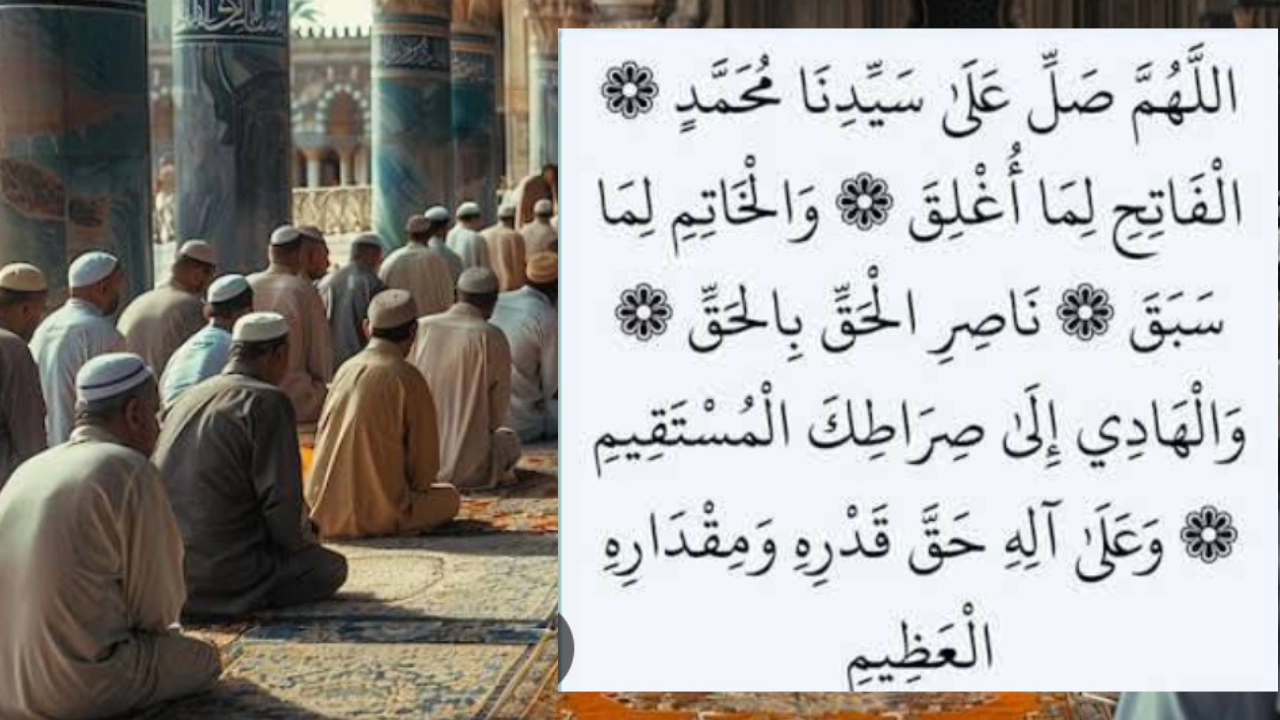 اللَّهُمَّ صَلِّ عَلَىٰ سَيِّدِنَا مُحَمَّدٍ ❁
الْفَاتِحِ لِمَا أُغْلِقَ ❁ وَالْخَاتِمِ لِمَا
سَبَقَ ❁ نَاصِرِ الْحَقِّ بِالْحَقِّ ❁
وَالْهَادِي إِلَىٰ صِرَاطِكَ الْمُسْتَقِيمِ
❁ وَعَلَىٰ آلِهِ حَقَّ قَدْرِهِ وَمِقْدَارِهِ
الْعَظِيمِ